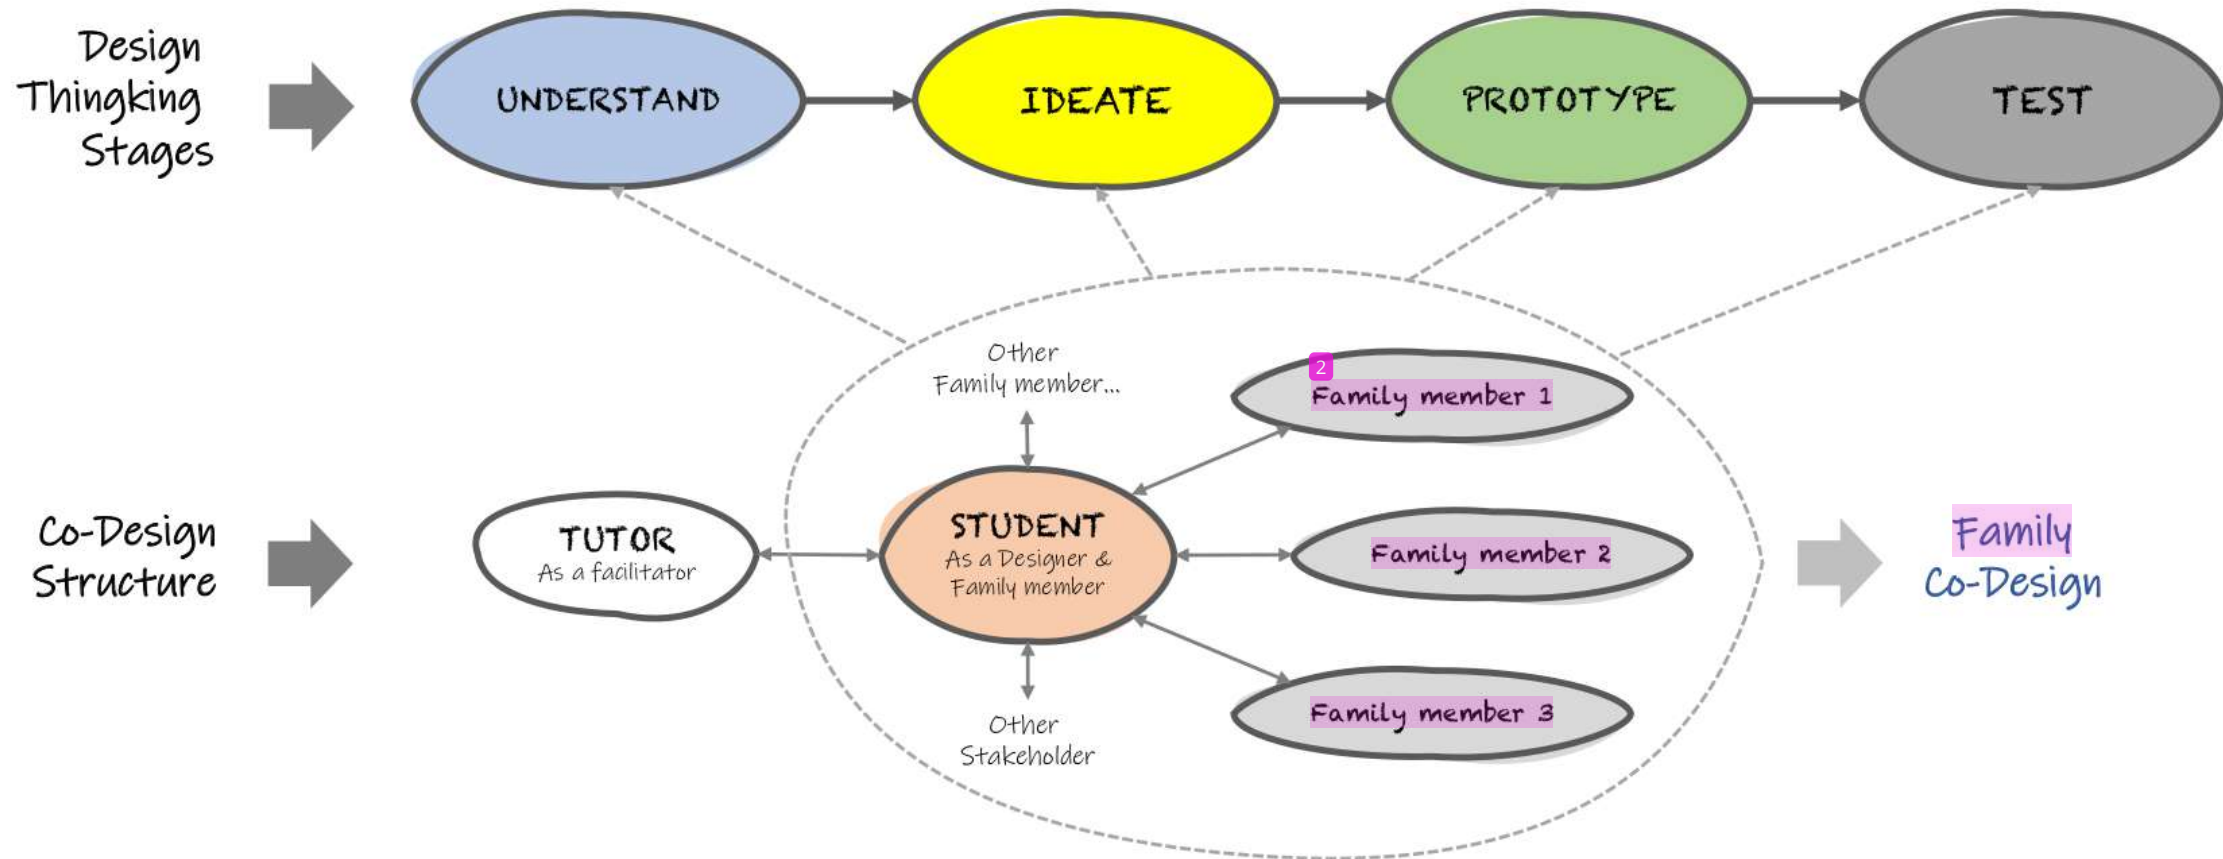 Design
Thingking
Stages
UNDERSTAND
IDEATE
PROTOTYPE
TEST
Other
Family member...
2
Family member 1
Co-Design
Structure
TUTOR
As a facilitator
STUDENT
As a Designer &
Family member
Family member 2
Family
Co-Design
Family member 3
Other
Stakeholder